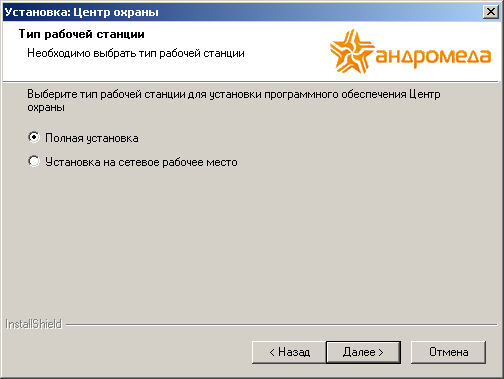 Установка: Центр охраны
Тип рабочей станции
Необходимо выбрать тип рабочей станции
андромеда
Выберите тип рабочей станции для установки программного обеспечения Центр
охраны
Полная установка
Установка на сетевое рабочее место
InstallShield
< Назад
Далее >
Отмена